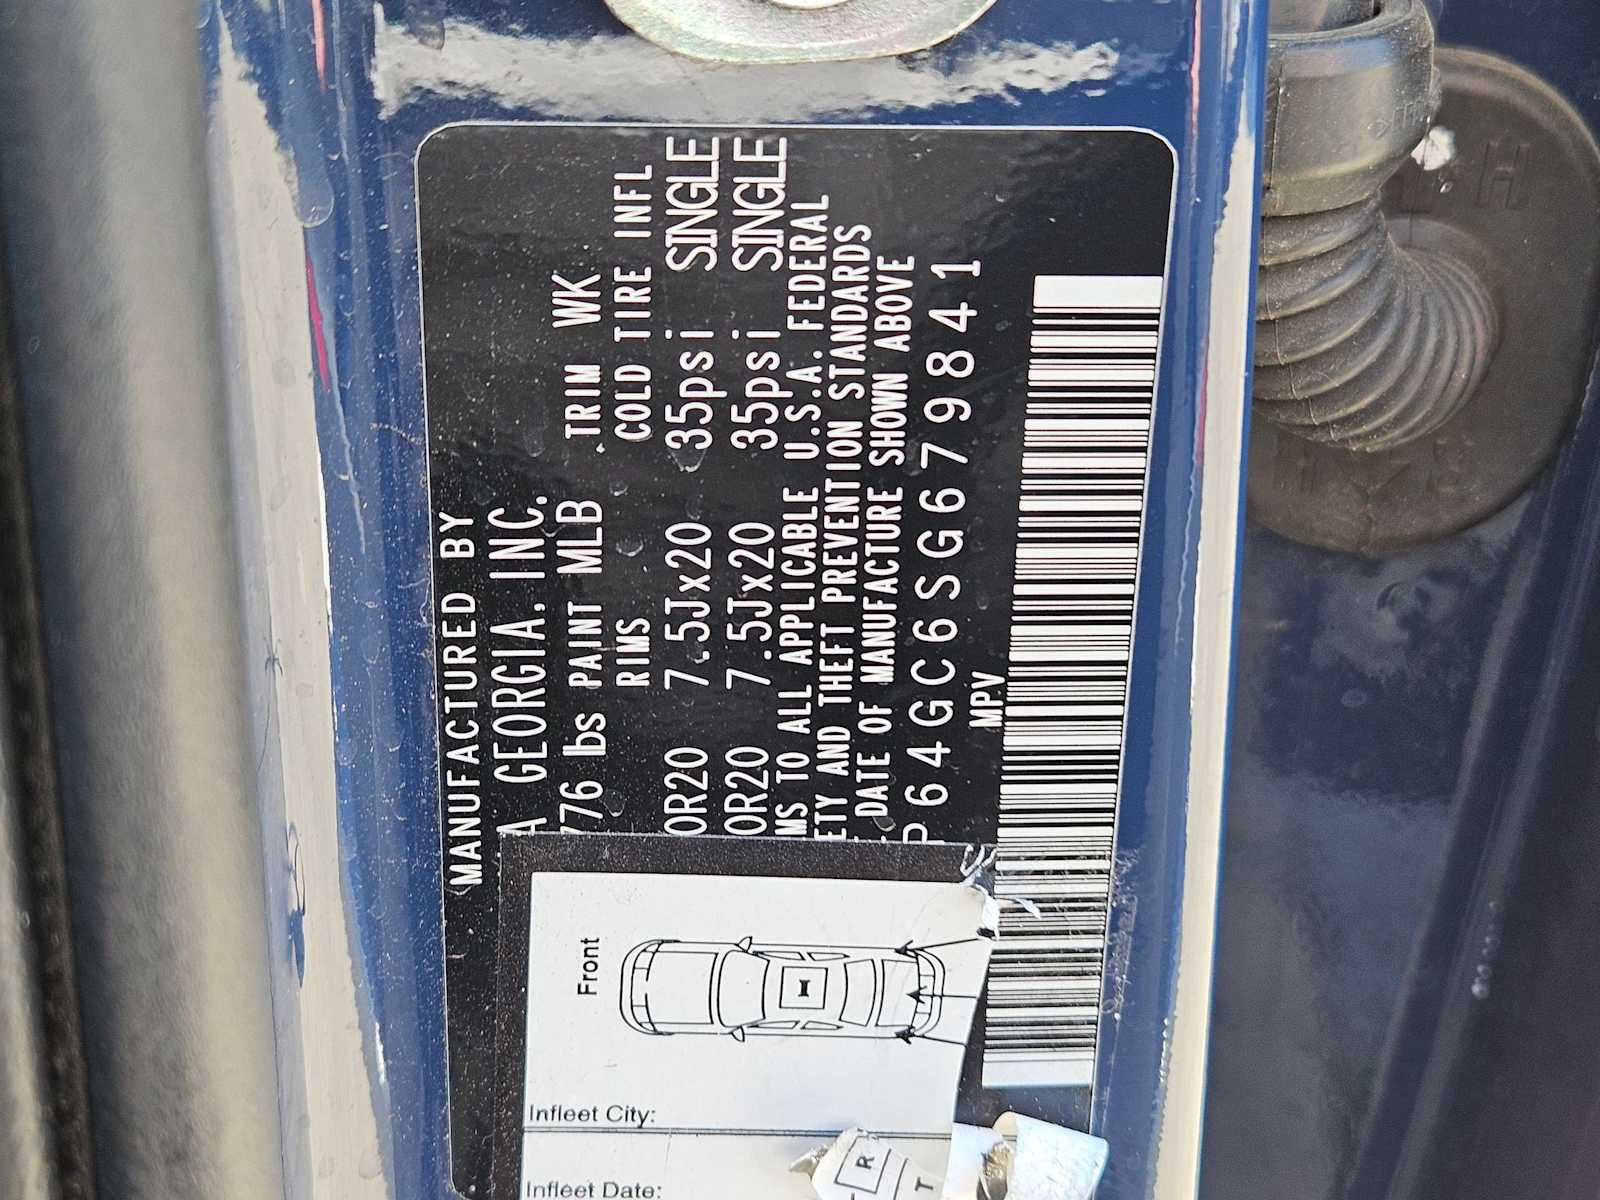 MANUFACTURED BY
A GEORGIA, INC.
776 lbs PAINT MLB TRIM WK
RIMS COLD TIRE INFL
0R20 7.5Jx20 35psi SINGLE
0R20 7.5Jx20 35psi SINGLE
MS TO ALL APPLICABLE U.S.A. FEDERAL
ETY AND THEFT PREVENTION STANDARDS
DATE OF MANUFACTURE SHOWN ABOVE
P64GC6SG679841
MPV
Front
I
Infleet City:
Infleet Date:
R
T